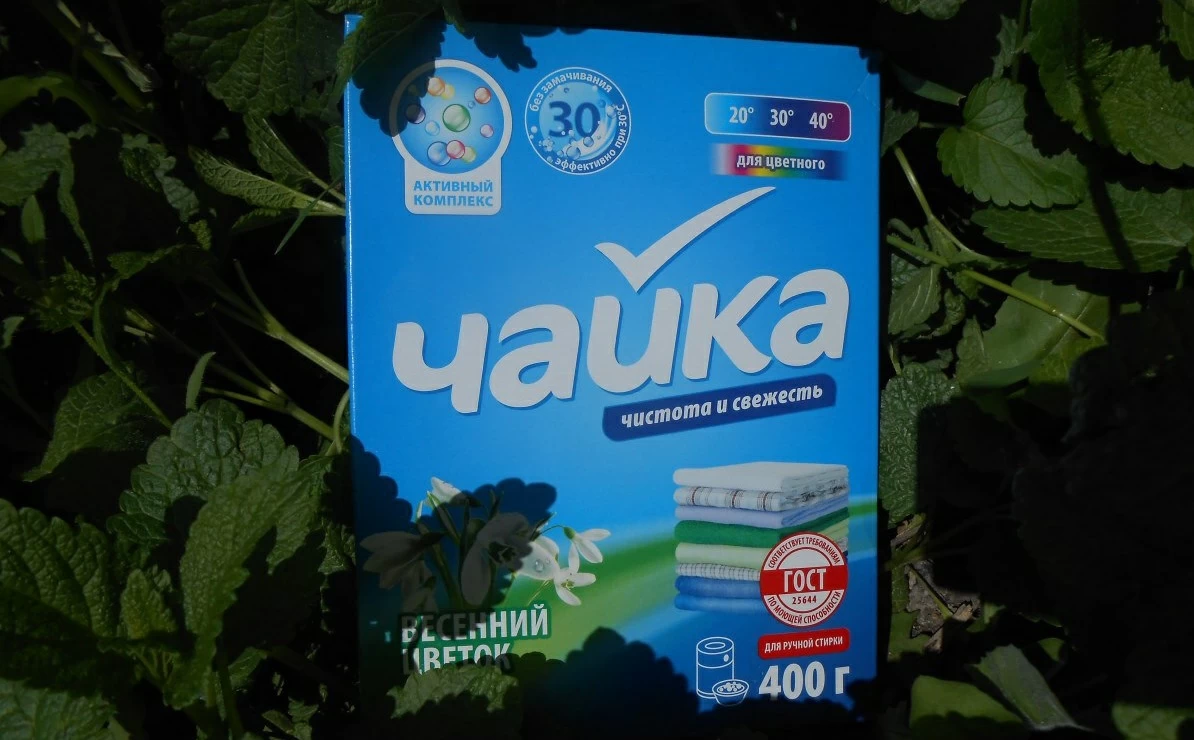 АКТИВНЫЙ
КОМПЛЕКС
без замачивания
30
эффективно при 30°C
20° 30° 40°
для цветного
чайка
чистота и свежесть
СООТВЕТСТВУЕТ ТРЕБОВАНИЯМ
ГОСТ
25644
ПО МОЮЩЕЙ СПОСОБНОСТИ
ВЕСЕННИЙ
ЦВЕТОК
ДЛЯ РУЧНОЙ СТИРКИ
400 г